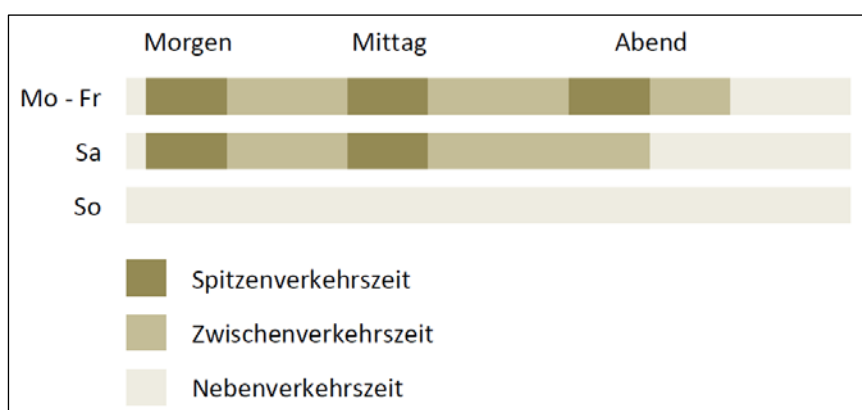 Morgen Mittag Abend
Mo - Fr
Sa
So
Spitzenverkehrszeit
Zwischenverkehrszeit
Nebenverkehrszeit